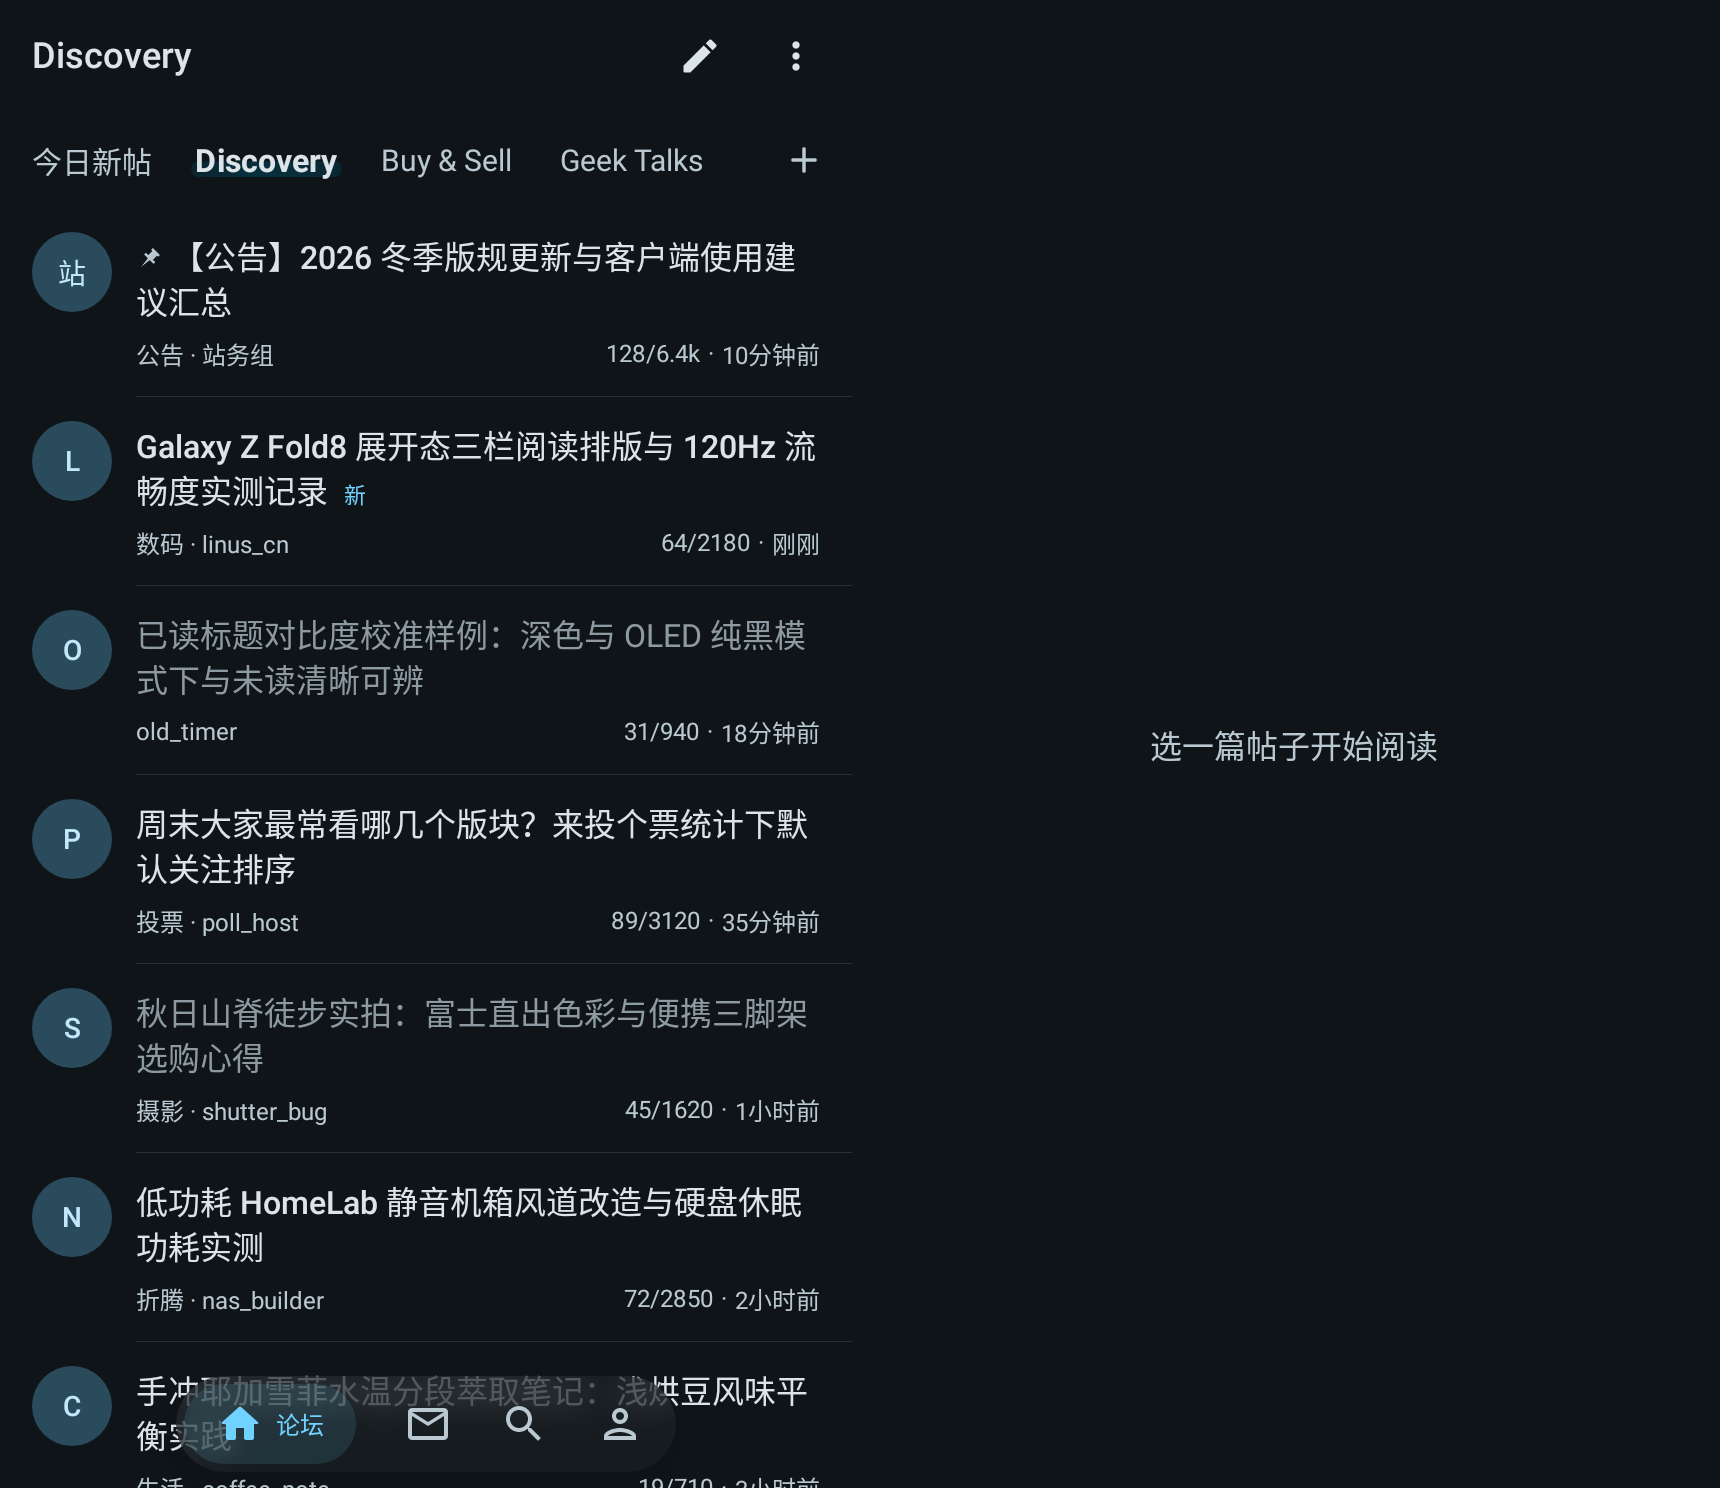 Discovery
今日新帖 Discovery Buy & Sell Geek Talks
站
【公告】2026 冬季版规更新与客户端使用建
议汇总
公告 · 站务组 128/6.4k · 10分钟前
L
Galaxy Z Fold8 展开态三栏阅读排版与 120Hz 流
畅度实测记录 新
数码 · linus_cn 64/2180 · 刚刚
O
已读标题对比度校准样例：深色与 OLED 纯黑模
式下与未读清晰可辨
old_timer 31/940 · 18分钟前
P
周末大家最常看哪几个版块？来投个票统计下默
认关注排序
投票 · poll_host 89/3120 · 35分钟前
S
秋日山脊徒步实拍：富士直出色彩与便携三脚架
选购心得
摄影 · shutter_bug 45/1620 · 1小时前
N
低功耗 HomeLab 静音机箱风道改造与硬盘休眠
功耗实测
折腾 · nas_builder 72/2850 · 2小时前
C
手冲耶加雪菲水温分段萃取笔记：浅烘豆风味平
衡实践
论坛
生活 · coffee_note 19/710 · 3小时前
选一篇帖子开始阅读